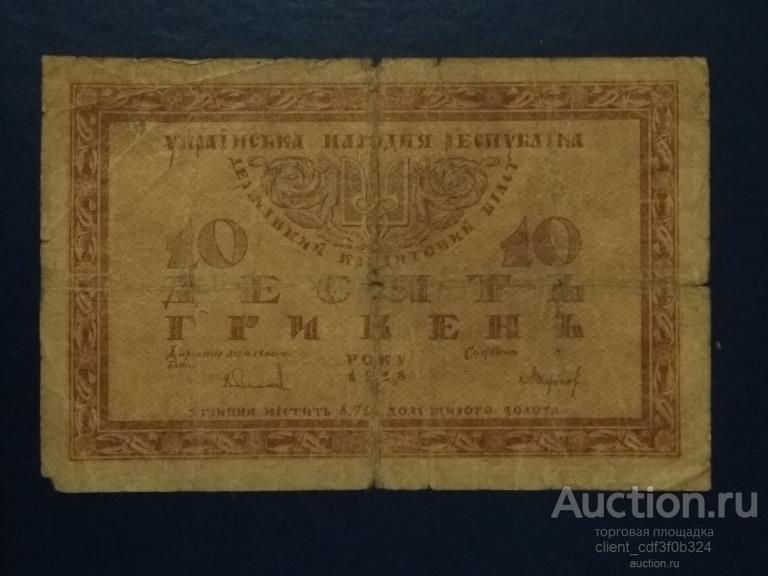 УКРАЇНСЬКА НАРОДНЯ РЕСПУБЛІКА
ДЕРЖАВНИЙ КРЕДИТОВИЙ БІЛЕТ
10 10
ДЕСЯТЬ
ГРИВЕНЬ
Директор державного Скарбник
Банку
РОКУ
1918
ГРИВНЯ МІСТИТЬ 8,712 ДОЛІ ЩИРОГО ЗОЛОТА
Auction.ru
торговая площадка
client_cdf3f0b324
auction.ru